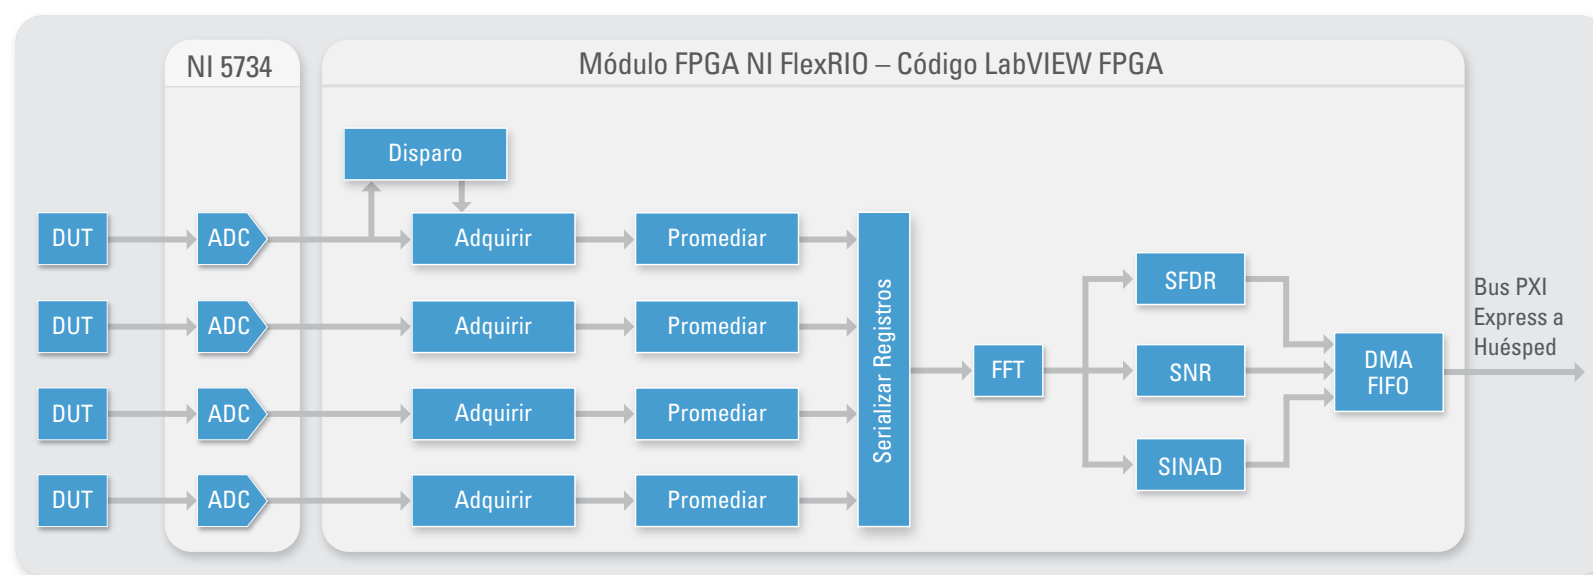 NI 5734
Módulo FPGA NI FlexRIO – Código LabVIEW FPGA
Disparo
DUT
ADC
Adquirir
Promediar
DUT
ADC
Adquirir
Promediar
DUT
ADC
Adquirir
Promediar
DUT
ADC
Adquirir
Promediar
Serializar Registros
FFT
SFDR
SNR
SINAD
DMA
FIFO
Bus PXI
Express a
Huésped